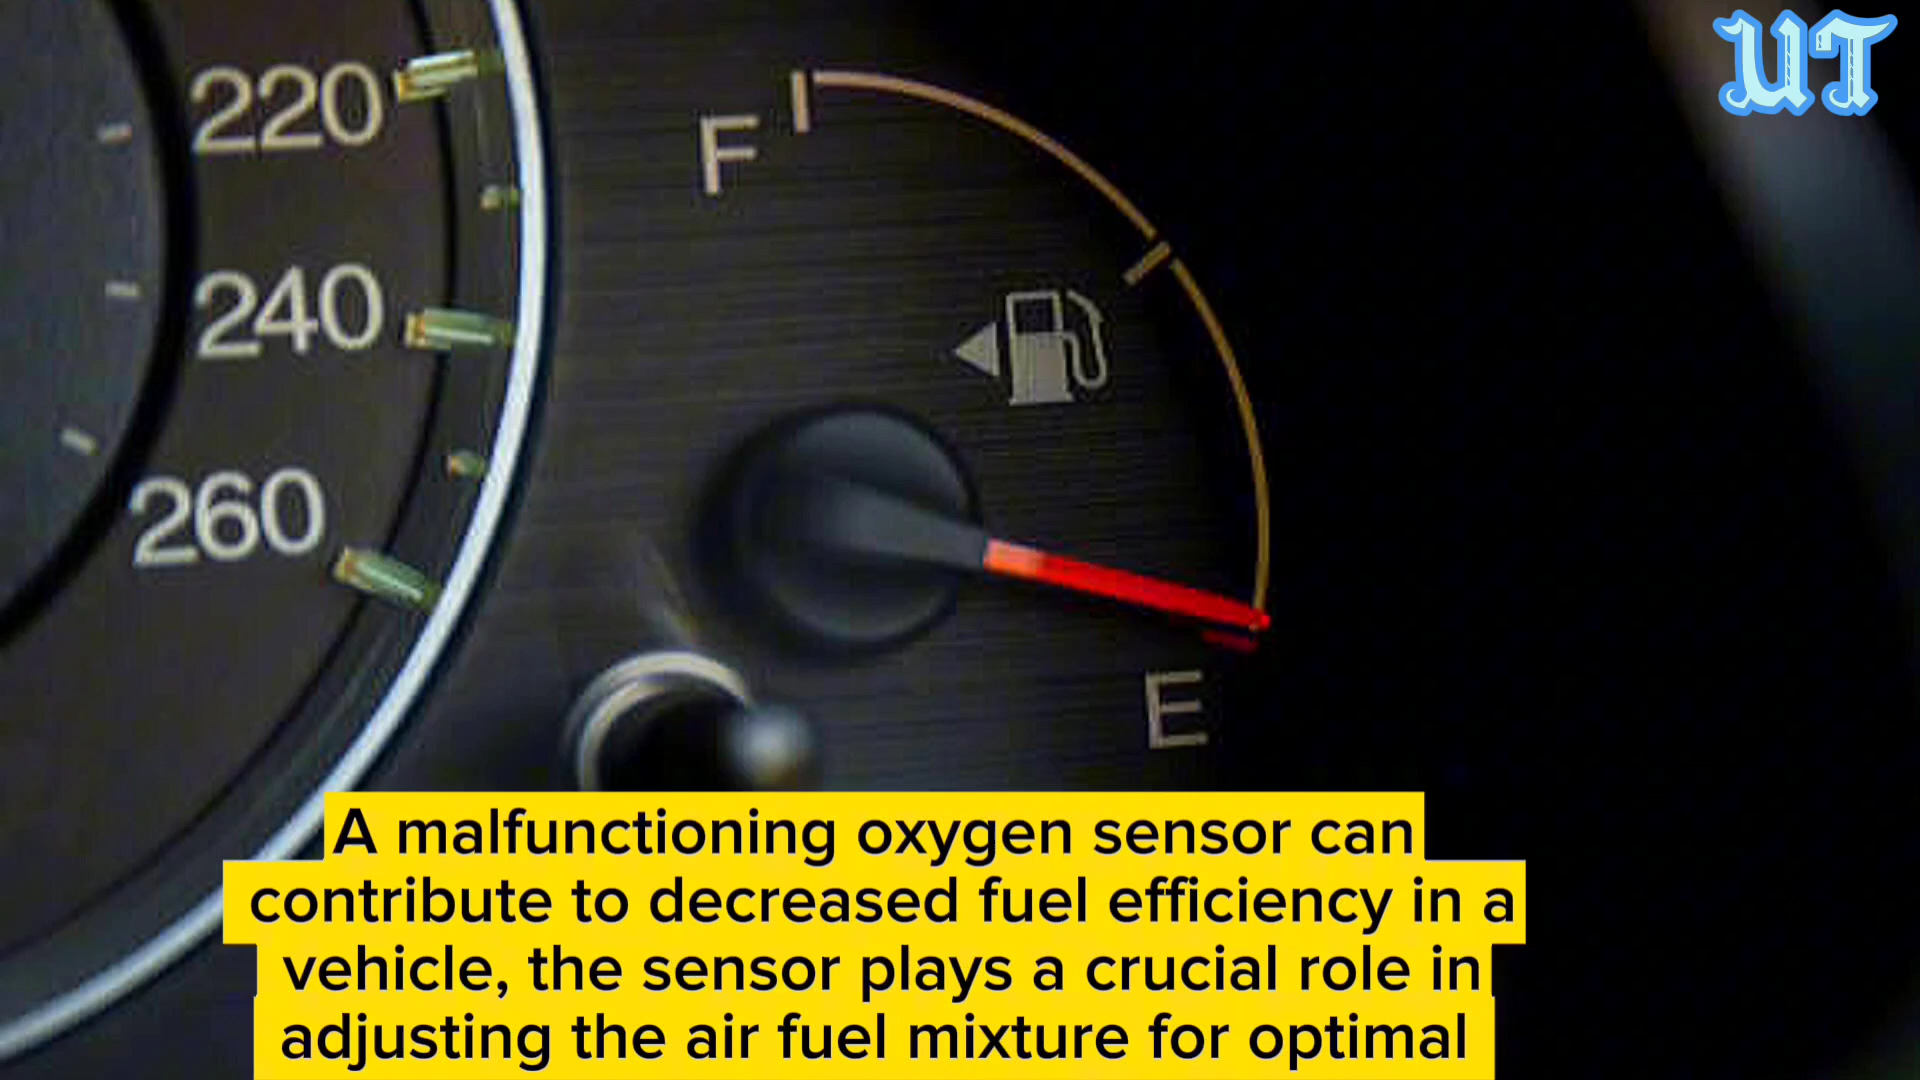 UT
220
F
240
260
E
A malfunctioning oxygen sensor can
contribute to decreased fuel efficiency in a
vehicle, the sensor plays a crucial role in
adjusting the air fuel mixture for optimal